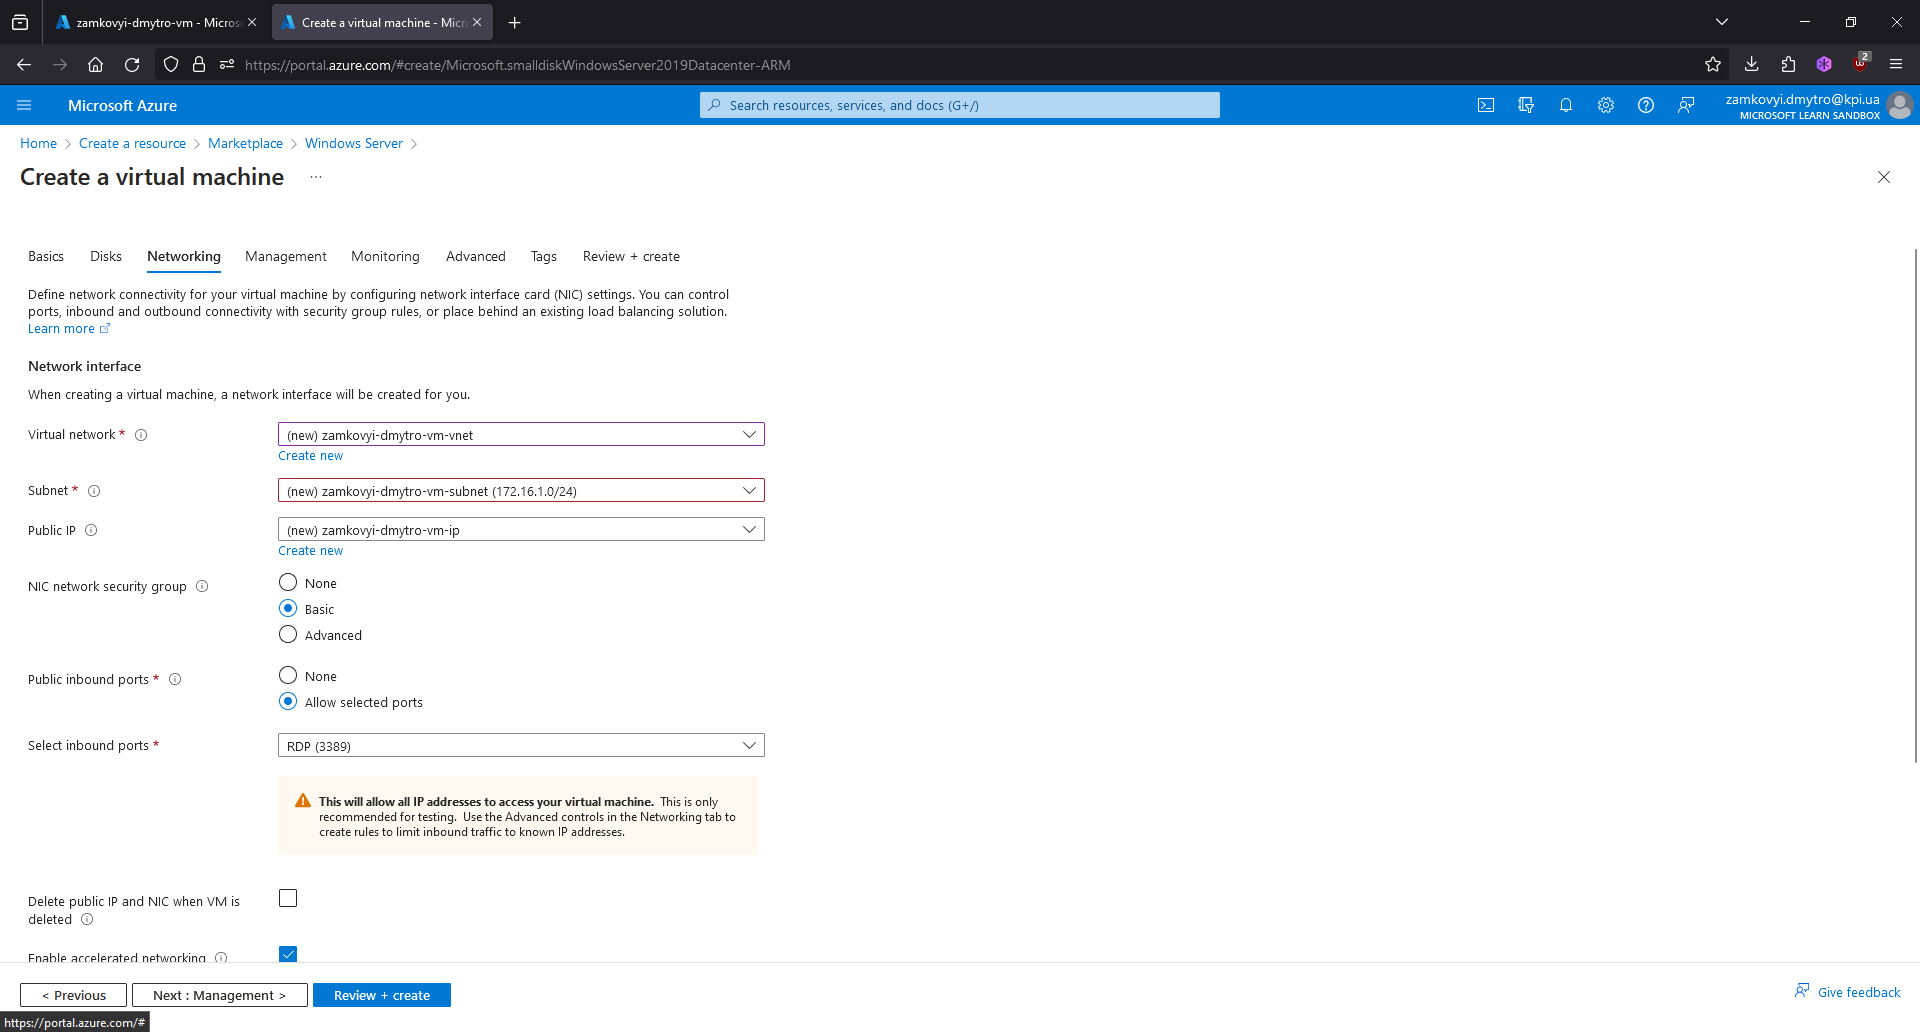 zamkovyi-dmytro-vm - Micros
Create a virtual machine - Micr
https://portal.azure.com/#create/Microsoft.smalldiskWindowsServer2019Datacenter-ARM
2
Microsoft Azure
Search resources, services, and docs (G+/)
zamkovyi.dmytro@kpi.ua
MICROSOFT LEARN SANDBOX
Home > Create a resource > Marketplace > Windows Server >
Create a virtual machine ...
Basics Disks Networking Management Monitoring Advanced Tags Review + create
Define network connectivity for your virtual machine by configuring network interface card (NIC) settings. You can control
ports, inbound and outbound connectivity with security group rules, or place behind an existing load balancing solution.
Learn more
Network interface
When creating a virtual machine, a network interface will be created for you.
Virtual network *
(new) zamkovyi-dmytro-vm-vnet
Create new
Subnet *
(new) zamkovyi-dmytro-vm-subnet (172.16.1.0/24)
Public IP
(new) zamkovyi-dmytro-vm-ip
Create new
NIC network security group
None
Basic
Advanced
Public inbound ports *
None
Allow selected ports
Select inbound ports *
RDP (3389)
This will allow all IP addresses to access your virtual machine. This is only
recommended for testing. Use the Advanced controls in the Networking tab to
create rules to limit inbound traffic to known IP addresses.
Delete public IP and NIC when VM is
deleted
Enable accelerated networking
< Previous
Next : Management >
Review + create
Give feedback
https://portal.azure.com/#